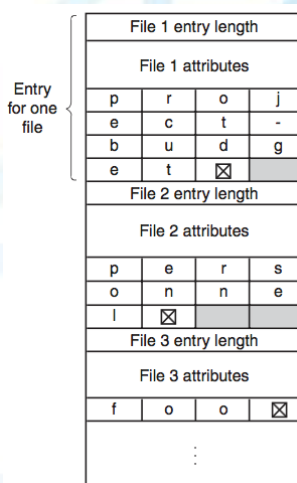 File 1 entry length
File 1 attributes
Entry
for one
file
p r o j
e c t -
b u d g
e t ☒
File 2 entry length
File 2 attributes
p e r s
o n n e
l ☒
File 3 entry length
File 3 attributes
f o o ☒
⋮